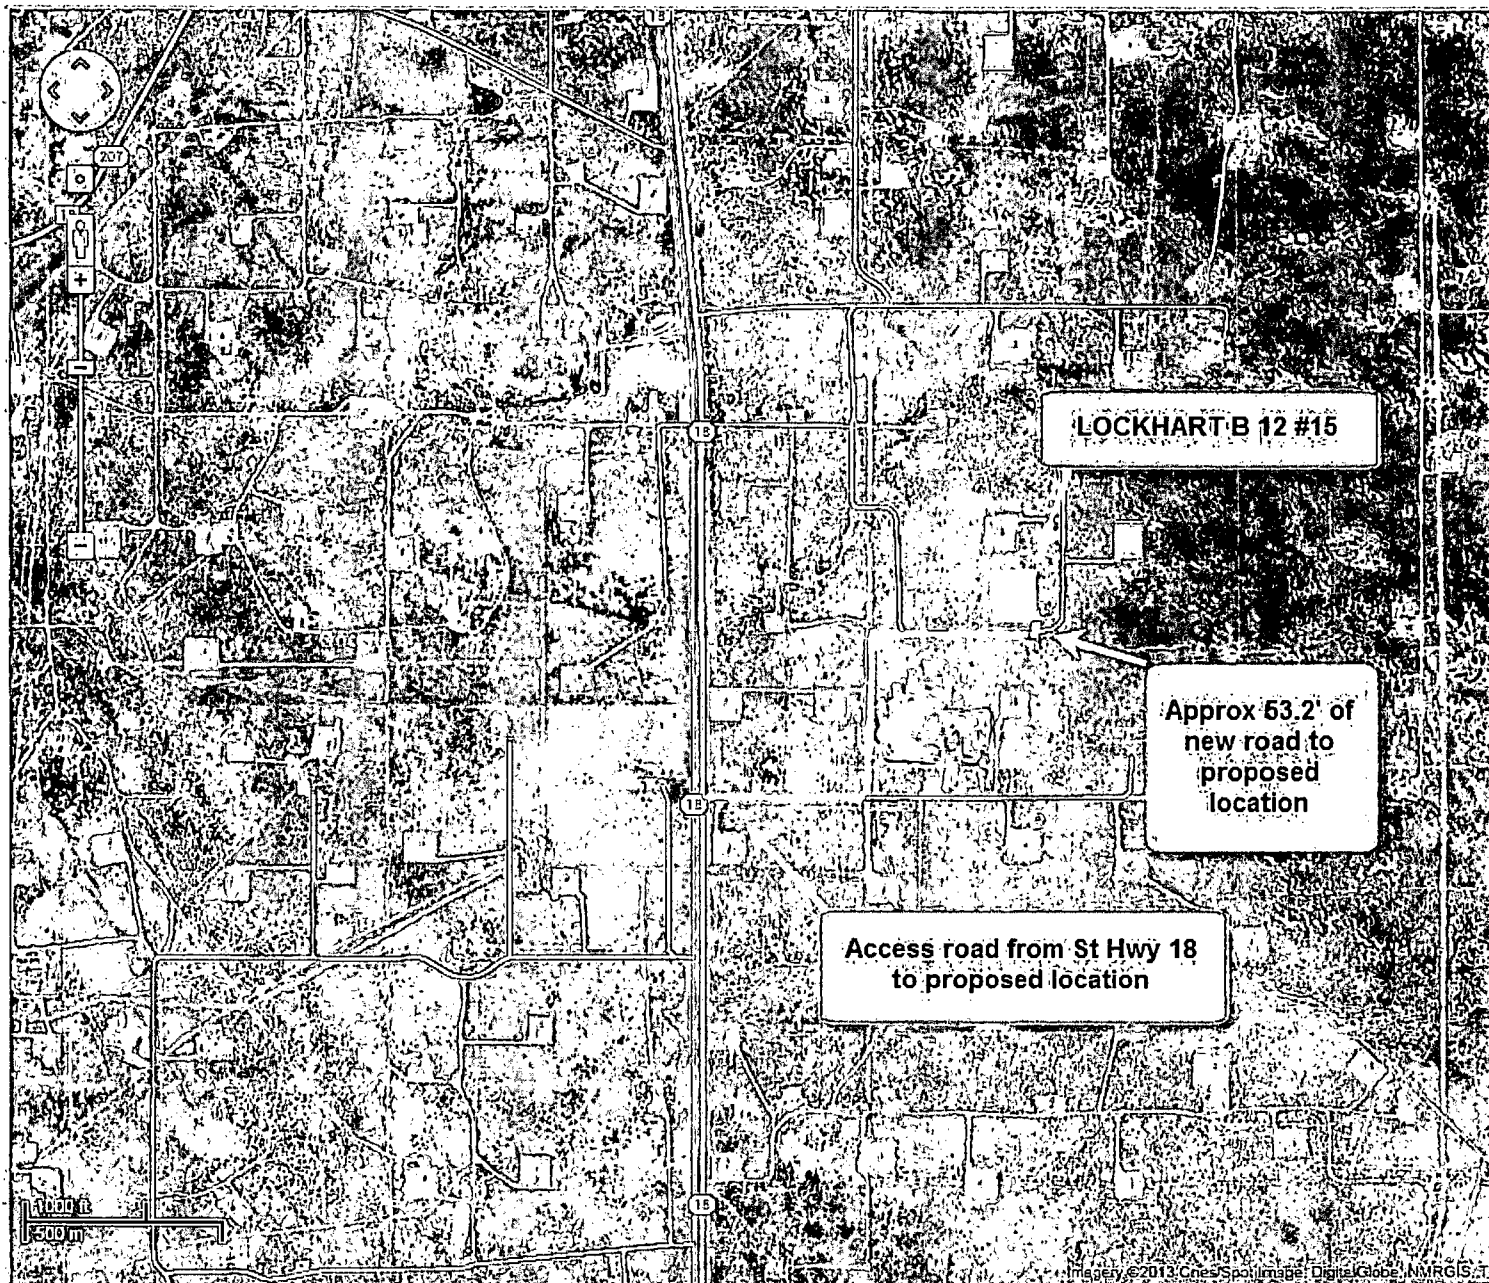 18
207
18
LOCKHART B 12 #15
Approx 53.2' of
new road to
proposed
location
18
Access road from St Hwy 18
to proposed location
18
1000 ft
500 m
Imagery ©2013 Cnes/Spot Image, DigitalGlobe, NMRGIS, T